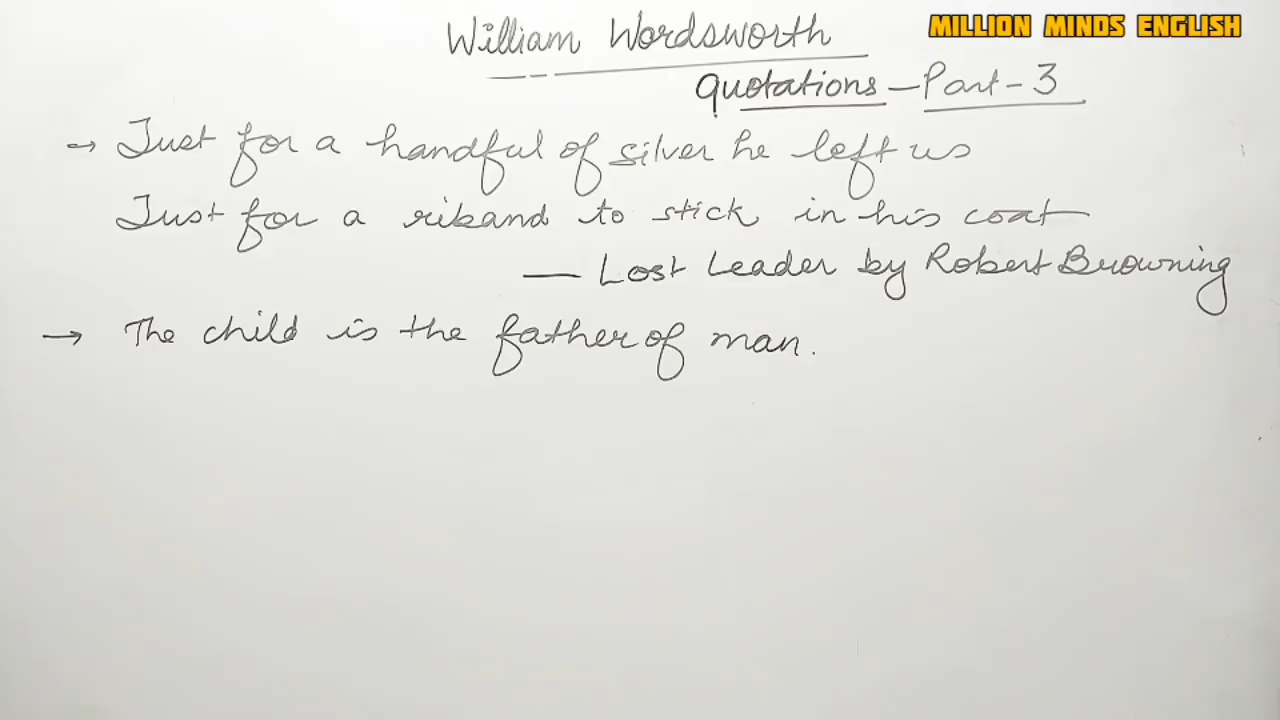 William Wordsworth
MILLION MINDS ENGLISH
Quotations - Part - 3
→ Just for a handful of silver he left us
Just for a riband to stick in his coat
— Lost Leader by Robert Browning
→ The child is the father of man.